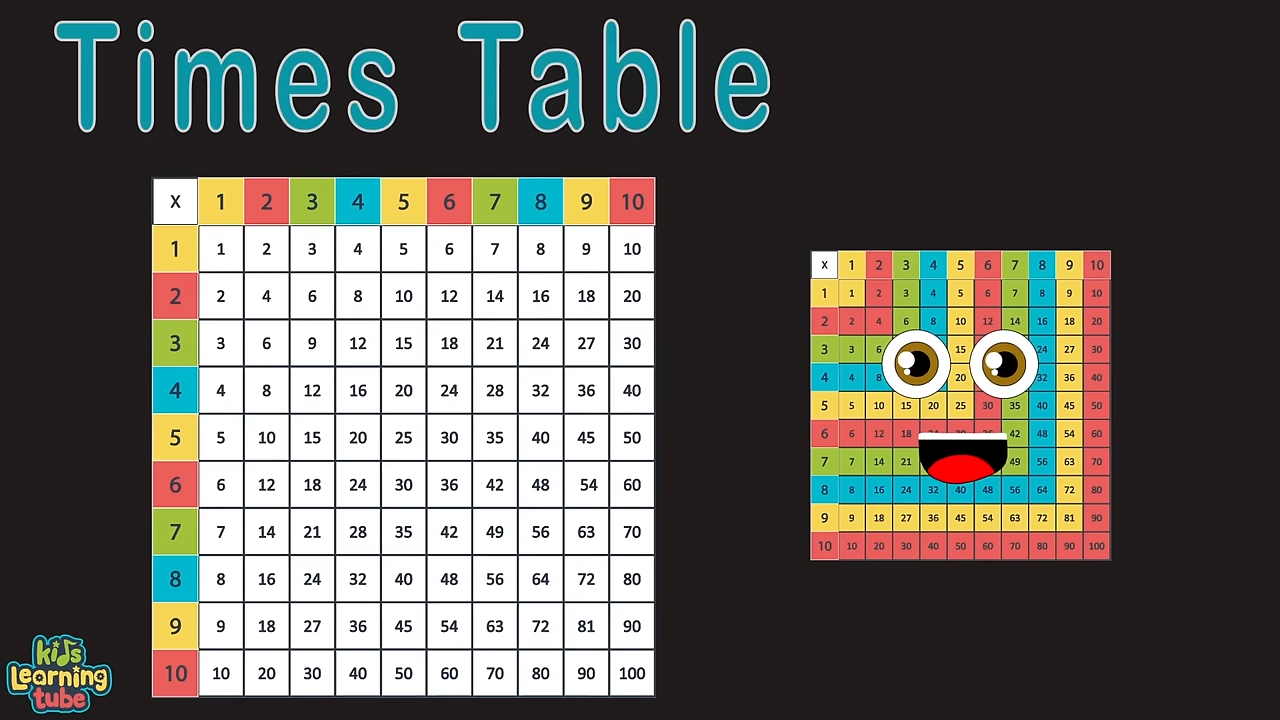 Times Table
x 1 2 3 4 5 6 7 8 9 10
1 1 2 3 4 5 6 7 8 9 10
2 2 4 6 8 10 12 14 16 18 20
3 3 6 9 12 15 18 21 24 27 30
4 4 8 12 16 20 24 28 32 36 40
5 5 10 15 20 25 30 35 40 45 50
6 6 12 18 24 30 36 42 48 54 60
7 7 14 21 28 35 42 49 56 63 70
8 8 16 24 32 40 48 56 64 72 80
9 9 18 27 36 45 54 63 72 81 90
10 10 20 30 40 50 60 70 80 90 100
x 1 2 3 4 5 6 7 8 9 10
1 1 2 3 4 5 6 7 8 9 10
2 2 4 6 8 10 12 14 16 18 20
3 3 6 15 24 27 30
4 4 8 20 32 36 40
5 5 10 15 20 25 30 35 40 45 50
6 6 12 18 42 48 54 60
7 7 14 21 49 56 63 70
8 8 16 24 32 40 48 56 64 72 80
9 9 18 27 36 45 54 63 72 81 90
10 10 20 30 40 50 60 70 80 90 100
kids
Learning
tube